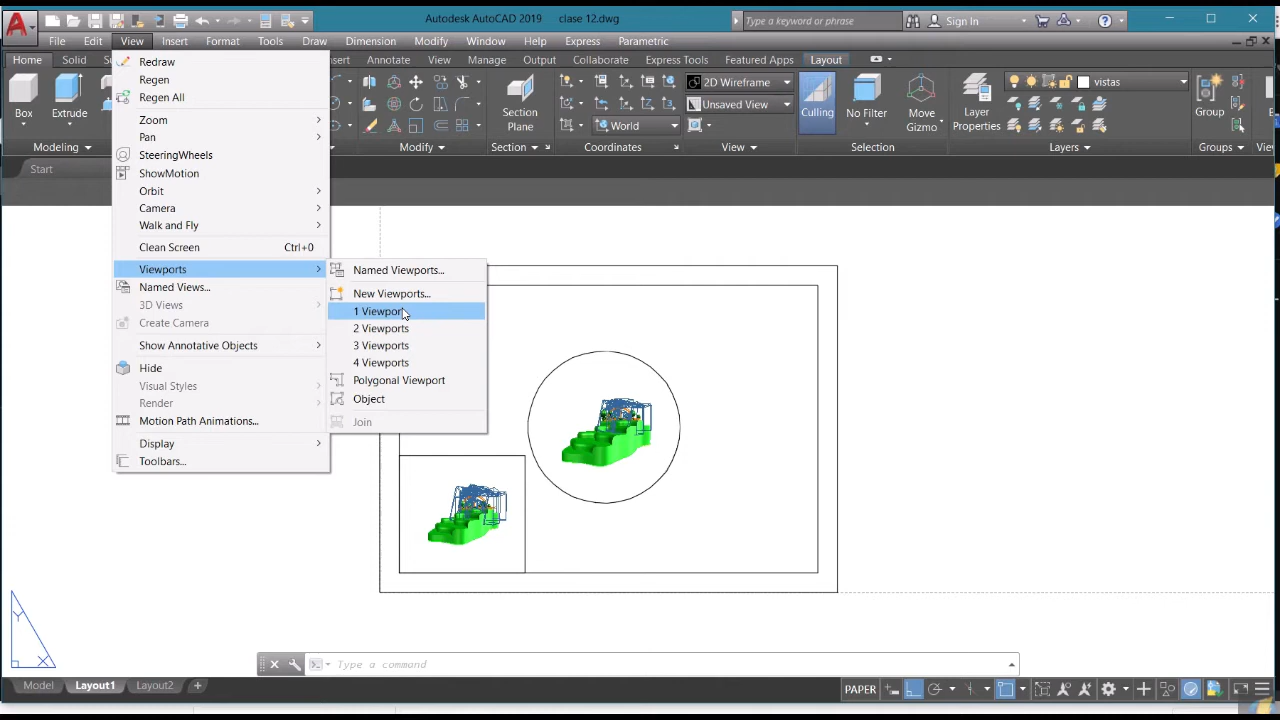 Autodesk AutoCAD 2019 clase 12.dwg
Type a keyword or phrase
Sign In
File Edit View Insert Format Tools Draw Dimension Modify Window Help Express Parametric
Home Solid Annotate View Manage Output Collaborate Express Tools Featured Apps Layout
Box
Extrude
Modeling
Modify
Section
Plane
Section
2D Wireframe
Unsaved View
World
Coordinates
View
Culling
No Filter
Move
Gizmo
Selection
Layer
Properties
vistas
Layers
Group
Groups
Start
Redraw
Regen
Regen All
Zoom
Pan
SteeringWheels
ShowMotion
Orbit
Camera
Walk and Fly
Clean Screen Ctrl+0
Viewports
Named Views...
3D Views
Create Camera
Show Annotative Objects
Hide
Visual Styles
Render
Motion Path Animations...
Display
Toolbars...
Named Viewports...
New Viewports...
1 Viewport
2 Viewports
3 Viewports
4 Viewports
Polygonal Viewport
Object
Join
Y
X
Type a command
Model Layout1 Layout2 +
PAPER